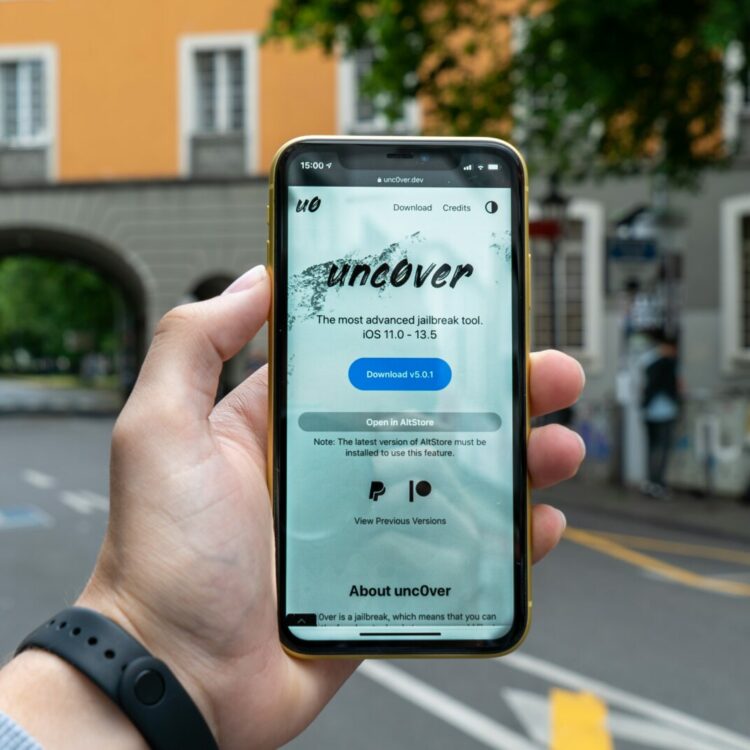 15:00
unc0ver.dev
u0
Download Credits
unc0ver
The most advanced jailbreak tool.
iOS 11.0 - 13.5
Download v5.0.1
Open in AltStore
Note: The latest version of AltStore must be
installed to use this feature.
View Previous Versions
About unc0ver
0ver is a jailbreak, which means that you can